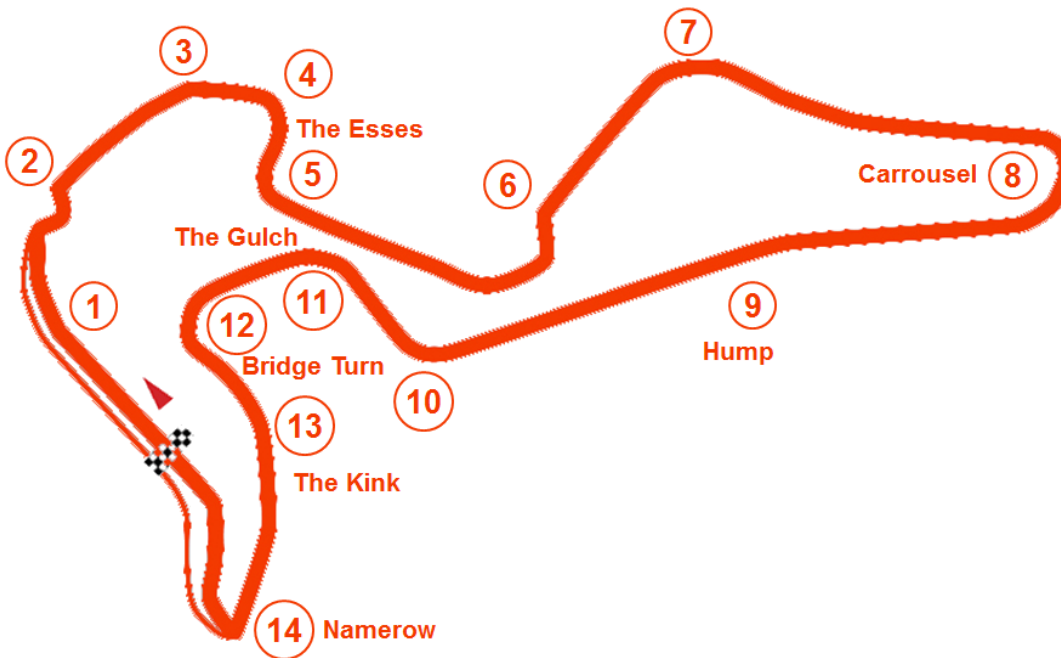 7
3
4
The Esses
2
5
6
Carrousel
8
The Gulch
11
1
12
9
Hump
Bridge Turn
10
13
The Kink
14
Namerow